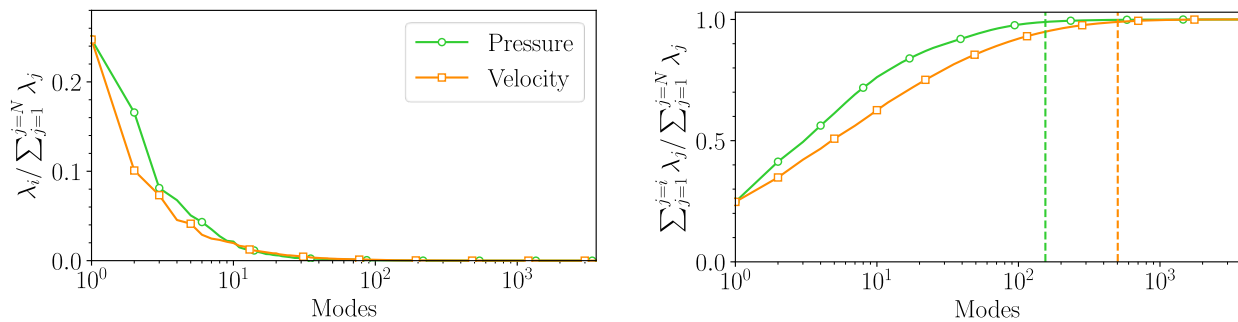 λ_i / ∑_{j=1}^{j=N} λ_j
0.2
0.1
0.0
10^0
10^1
10^2
10^3
Modes
Pressure
Velocity
∑_{j=1}^{j=i} λ_j / ∑_{j=1}^{j=N} λ_j
1.0
0.5
0.0
10^0
10^1
10^2
10^3
Modes